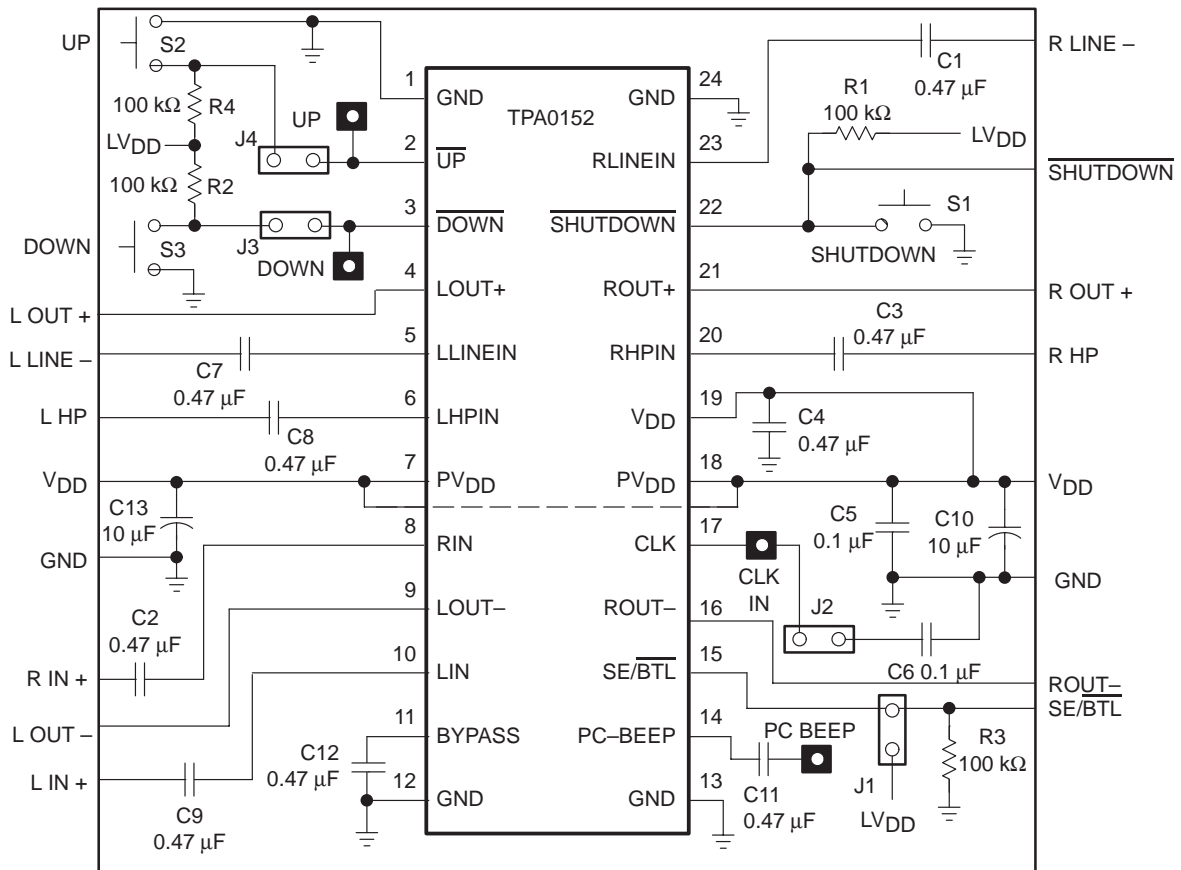 UP
S2
100 kΩ
R4
LVDD
100 kΩ
R2
DOWN
S3
J4
UP
J3
DOWN
L OUT +
L LINE –
C7
0.47 µF
L HP
C8
0.47 µF
VDD
C13
10 µF
GND
C2
0.47 µF
R IN +
L OUT –
L IN +
C9
0.47 µF
C12
0.47 µF
TPA0152
1
GND
2
UP
3
DOWN
4
LOUT+
5
LLINEIN
6
LHPIN
7
PVDD
8
RIN
9
LOUT–
10
LIN
11
BYPASS
12
GND
24
GND
23
RLINEIN
22
SHUTDOWN
21
ROUT+
20
RHPIN
19
VDD
18
PVDD
17
CLK
16
ROUT–
15
SE/BTL
14
PC–BEEP
13
GND
R LINE –
C1
0.47 µF
R1
100 kΩ
LVDD
SHUTDOWN
S1
SHUTDOWN
R OUT +
C3
0.47 µF
R HP
C4
0.47 µF
VDD
C5
0.1 µF
C10
10 µF
GND
CLK
IN
J2
C6 0.1 µF
ROUT–
SE/BTL
PC BEEP
C11
0.47 µF
J1
LVDD
R3
100 kΩ